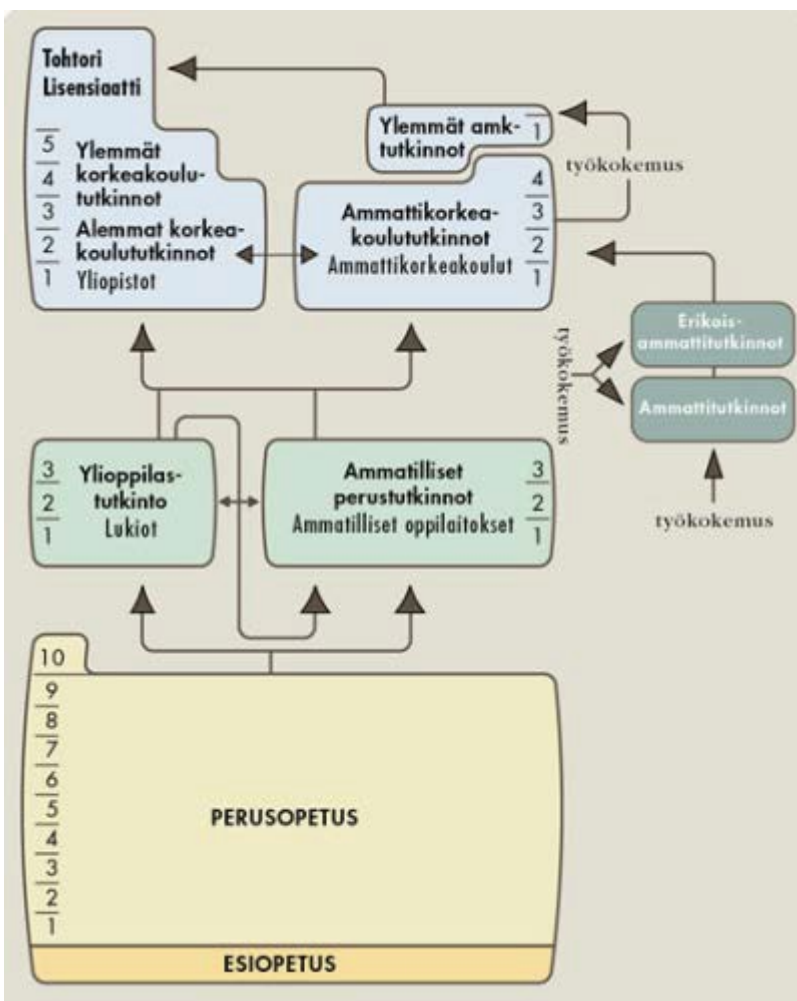 Tohtori
Lisensiaatti
5
4
3
2
1
Ylemmät
korkeakoulu-
tutkinnot
Alemmat korkea-
koulututkinnot
Yliopistot
Ylemmät amk-
tutkinnot
1
työkokemus
Ammattikorkea-
koulututkinnot
Ammattikorkeakoulut
4
3
2
1
Erikois-
ammattitutkinnot
työkokemus
Ammattitutkinnot
työkokemus
3
2
1
Ylioppilas-
tutkinto
Lukiot
Ammatilliset
perustutkinnot
Ammatilliset oppilaitokset
3
2
1
10
9
8
7
6
5
4
3
2
1
PERUSOPETUS
ESIOPETUS